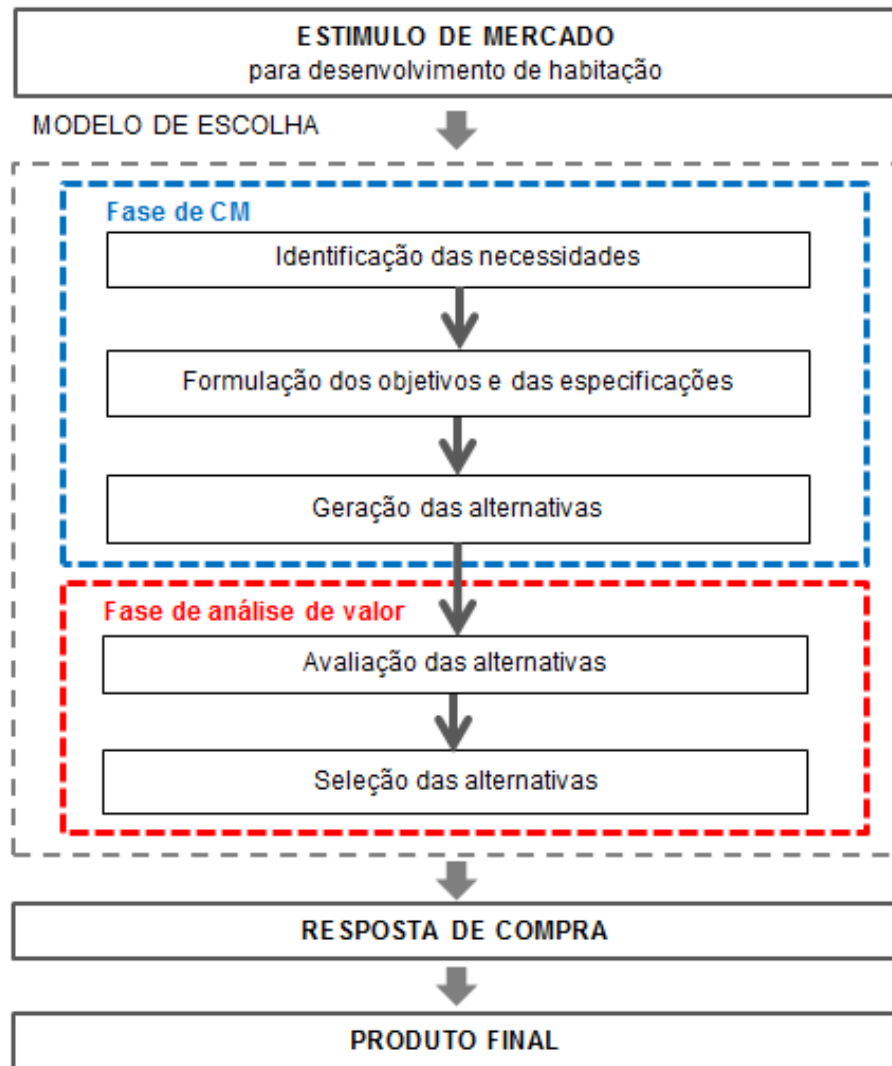 ESTIMULO DE MERCADO
para desenvolvimento de habitação
MODELO DE ESCOLHA
Fase de CM
Identificação das necessidades
Formulação dos objetivos e das especificações
Geração das alternativas
Fase de análise de valor
Avaliação das alternativas
Seleção das alternativas
RESPOSTA DE COMPRA
PRODUTO FINAL